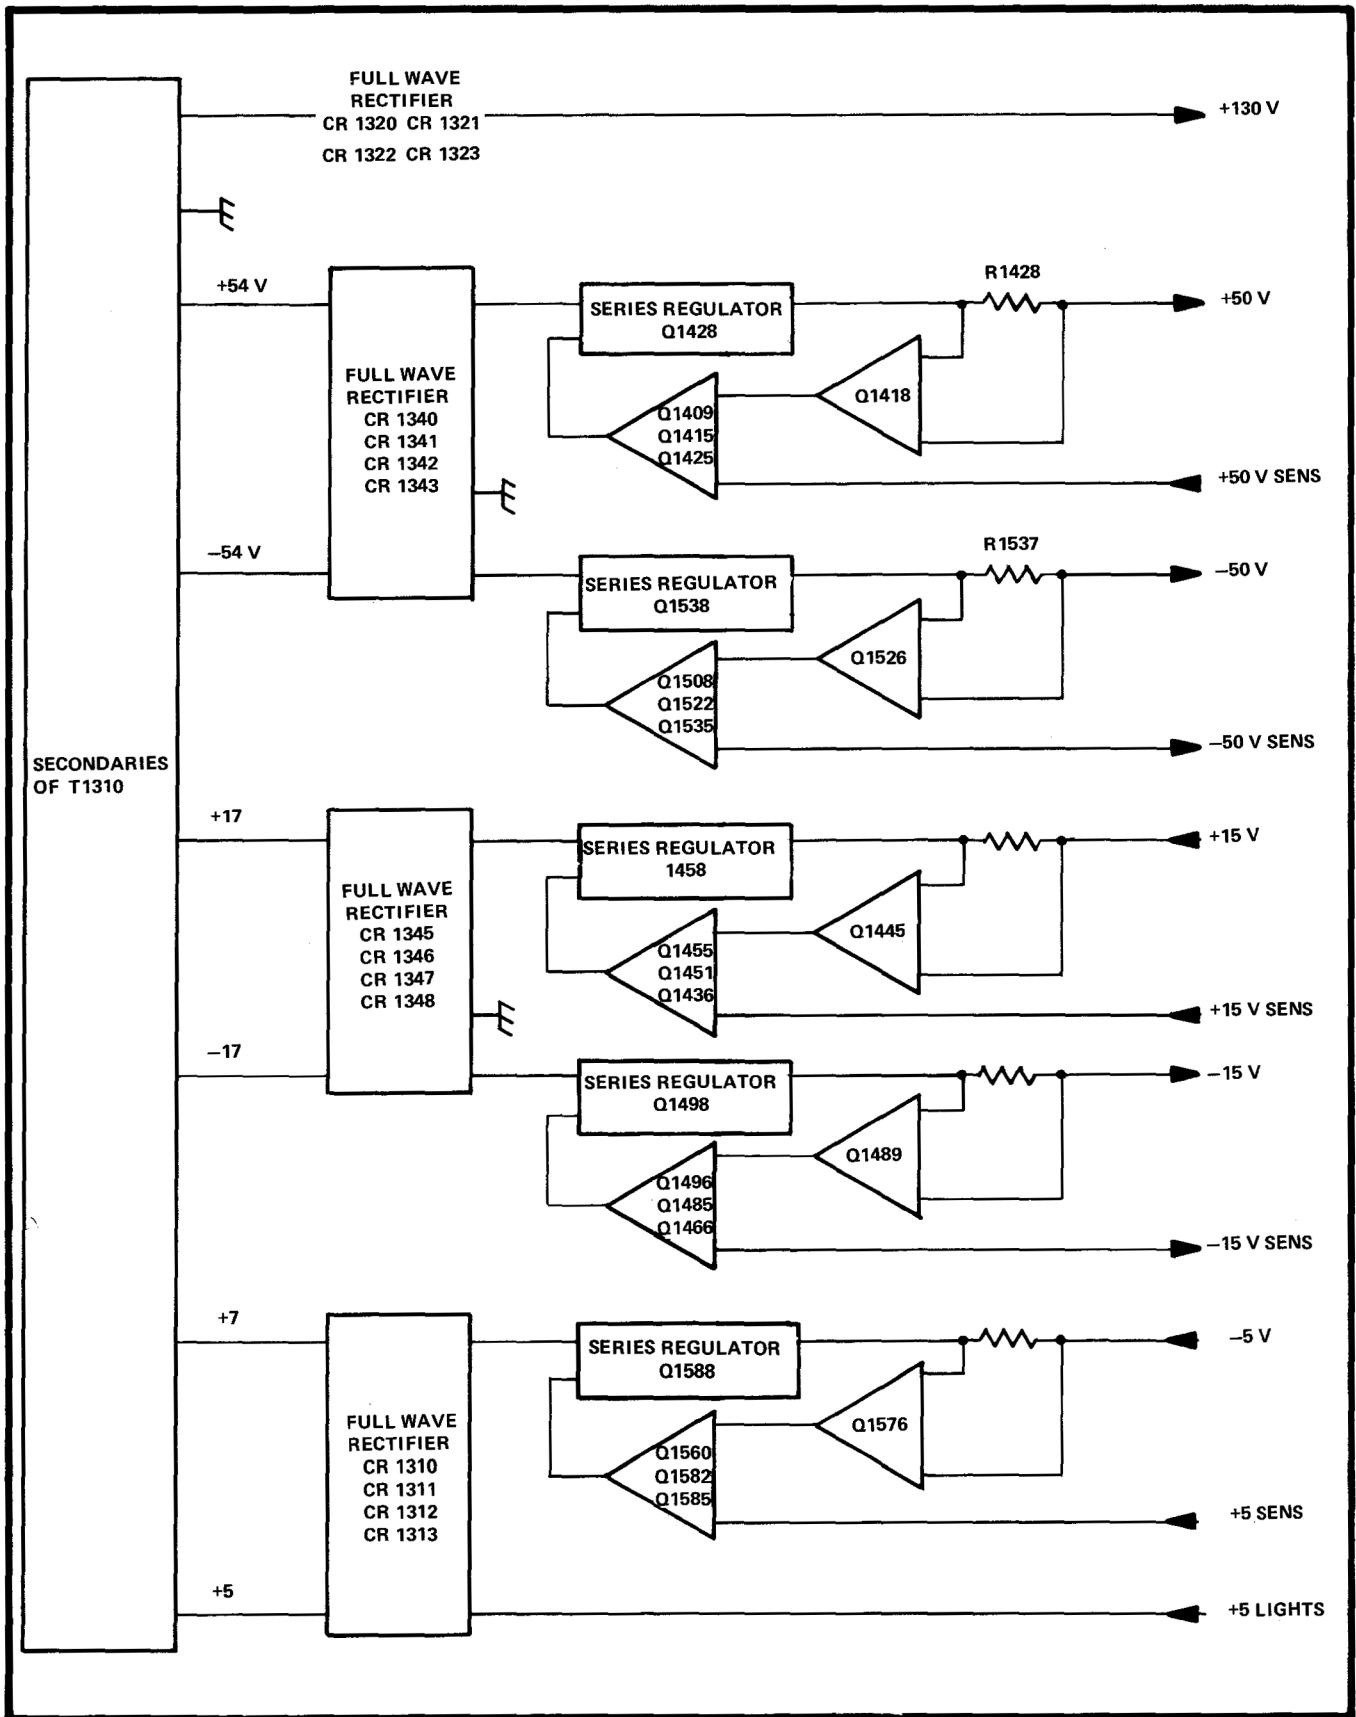 FULL WAVE
RECTIFIER
CR 1320 CR 1321
CR 1322 CR 1323
+130 V
+54 V
FULL WAVE
RECTIFIER
CR 1340
CR 1341
CR 1342
CR 1343
SERIES REGULATOR
Q1428
R1428
+50 V
Q1409
Q1415
Q1425
Q1418
+50 V SENS
−54 V
SERIES REGULATOR
Q1538
R1537
−50 V
Q1508
Q1522
Q1535
Q1526
−50 V SENS
SECONDARIES
OF T1310
+17
FULL WAVE
RECTIFIER
CR 1345
CR 1346
CR 1347
CR 1348
SERIES REGULATOR
1458
+15 V
Q1455
Q1451
Q1436
Q1445
+15 V SENS
−17
SERIES REGULATOR
Q1498
−15 V
Q1496
Q1485
Q1466
Q1489
−15 V SENS
+7
FULL WAVE
RECTIFIER
CR 1310
CR 1311
CR 1312
CR 1313
SERIES REGULATOR
Q1588
−5 V
Q1560
Q1582
Q1585
Q1576
+5 SENS
+5
+5 LIGHTS